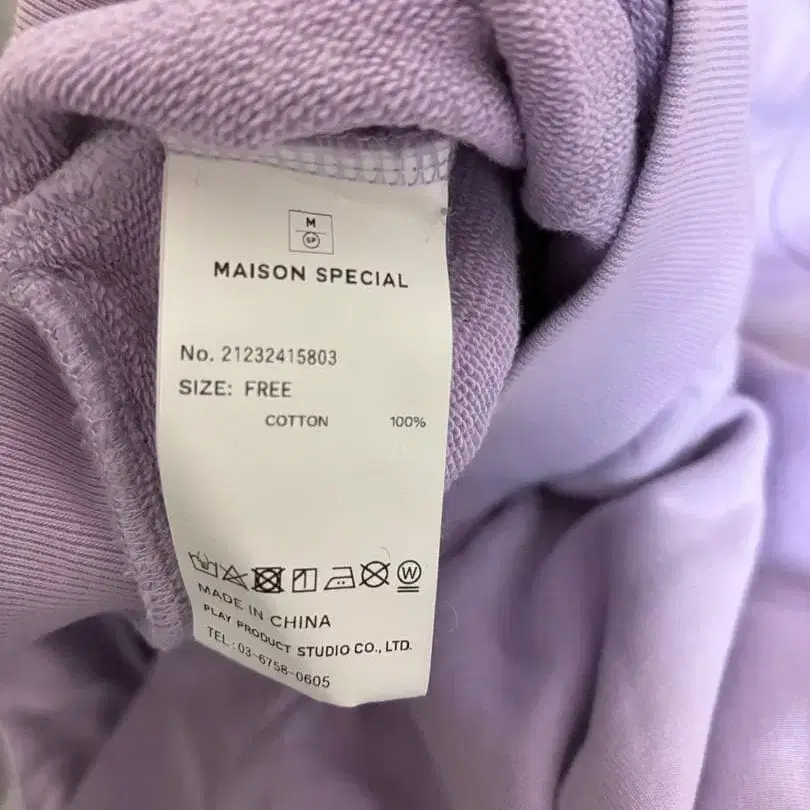 M
SP
MAISON SPECIAL
No. 21232415803
SIZE: FREE
COTTON 100%
W
MADE IN CHINA
PLAY PRODUCT STUDIO CO., LTD.
TEL:03-6758-0605